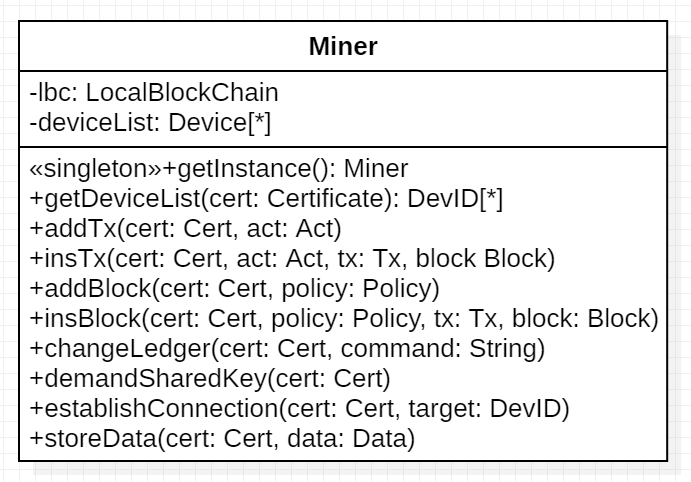 Miner
-lbc: LocalBlockChain
-deviceList: Device[*]
«singleton»+getInstance(): Miner
+getDeviceList(cert: Certificate): DevID[*]
+addTx(cert: Cert, act: Act)
+insTx(cert: Cert, act: Act, tx: Tx, block Block)
+addBlock(cert: Cert, policy: Policy)
+insBlock(cert: Cert, policy: Policy, tx: Tx, block: Block)
+changeLedger(cert: Cert, command: String)
+demandSharedKey(cert: Cert)
+establishConnection(cert: Cert, target: DevID)
+storeData(cert: Cert, data: Data)